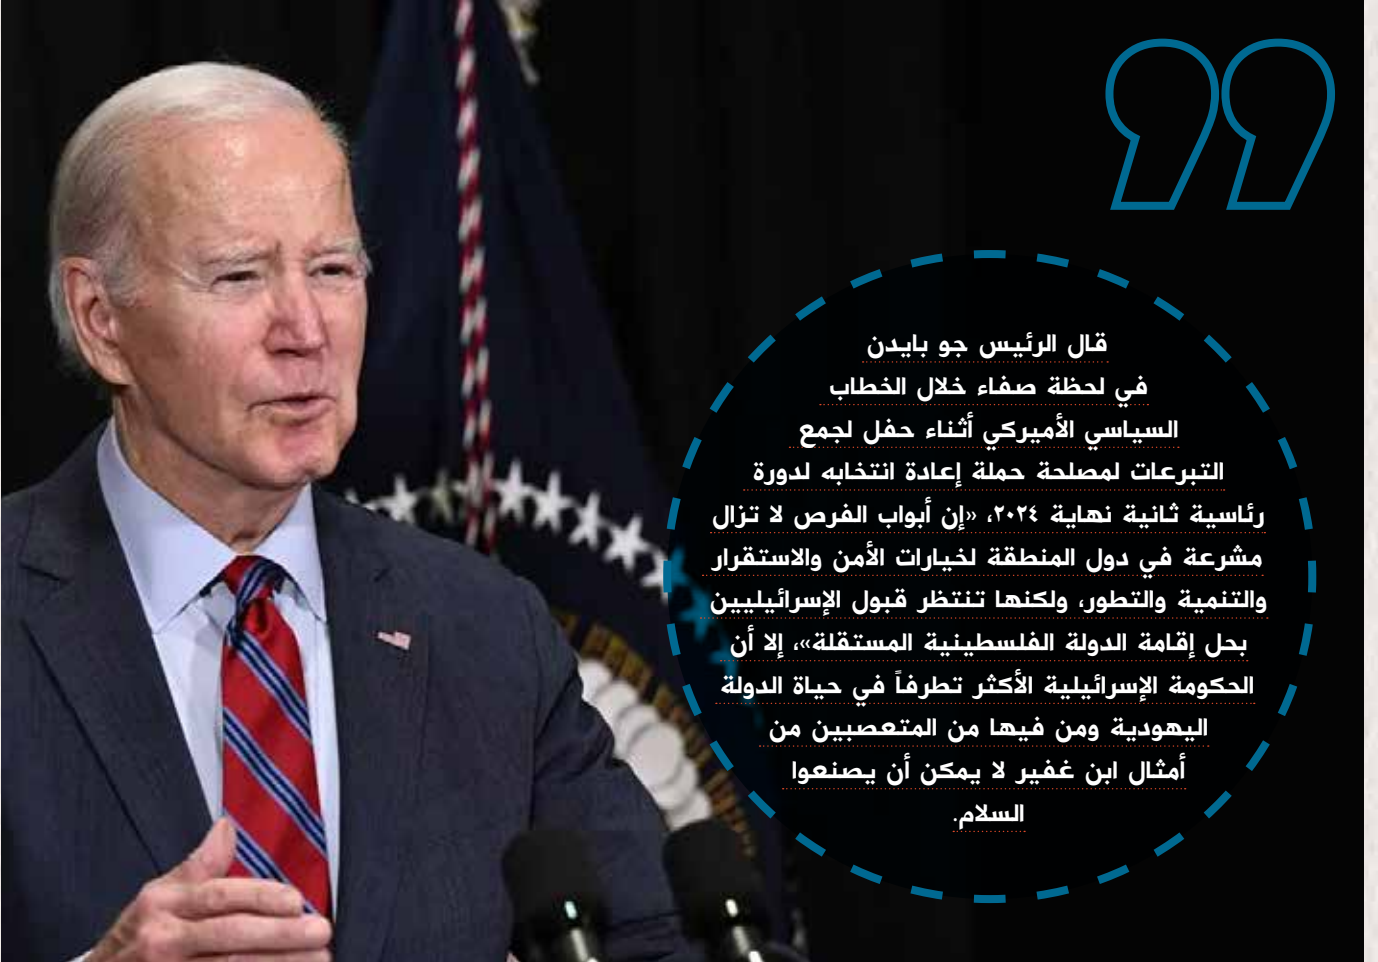 قال الرئيس جو بايدن
في لحظة صفاء خلال الخطاب
السياسي الأميركي أثناء حفل لجمع
التبرعات لمصلحة حملة إعادة انتخابه لدورة
رئاسية ثانية نهاية ٢٠٢٤، «إن أبواب الفرص لا تزال
مشرعة في دول المنطقة لخيارات الأمن والاستقرار
والتنمية والتطور، ولكنها تنتظر قبول الإسرائيليين
بحل إقامة الدولة الفلسطينية المستقلة»، إلا أن
الحكومة الإسرائيلية الأكثر تطرفاً في حياة الدولة
اليهودية ومن فيها من المتعصبين من
أمثال ابن غفير لا يمكن أن يصنعوا
السلام.